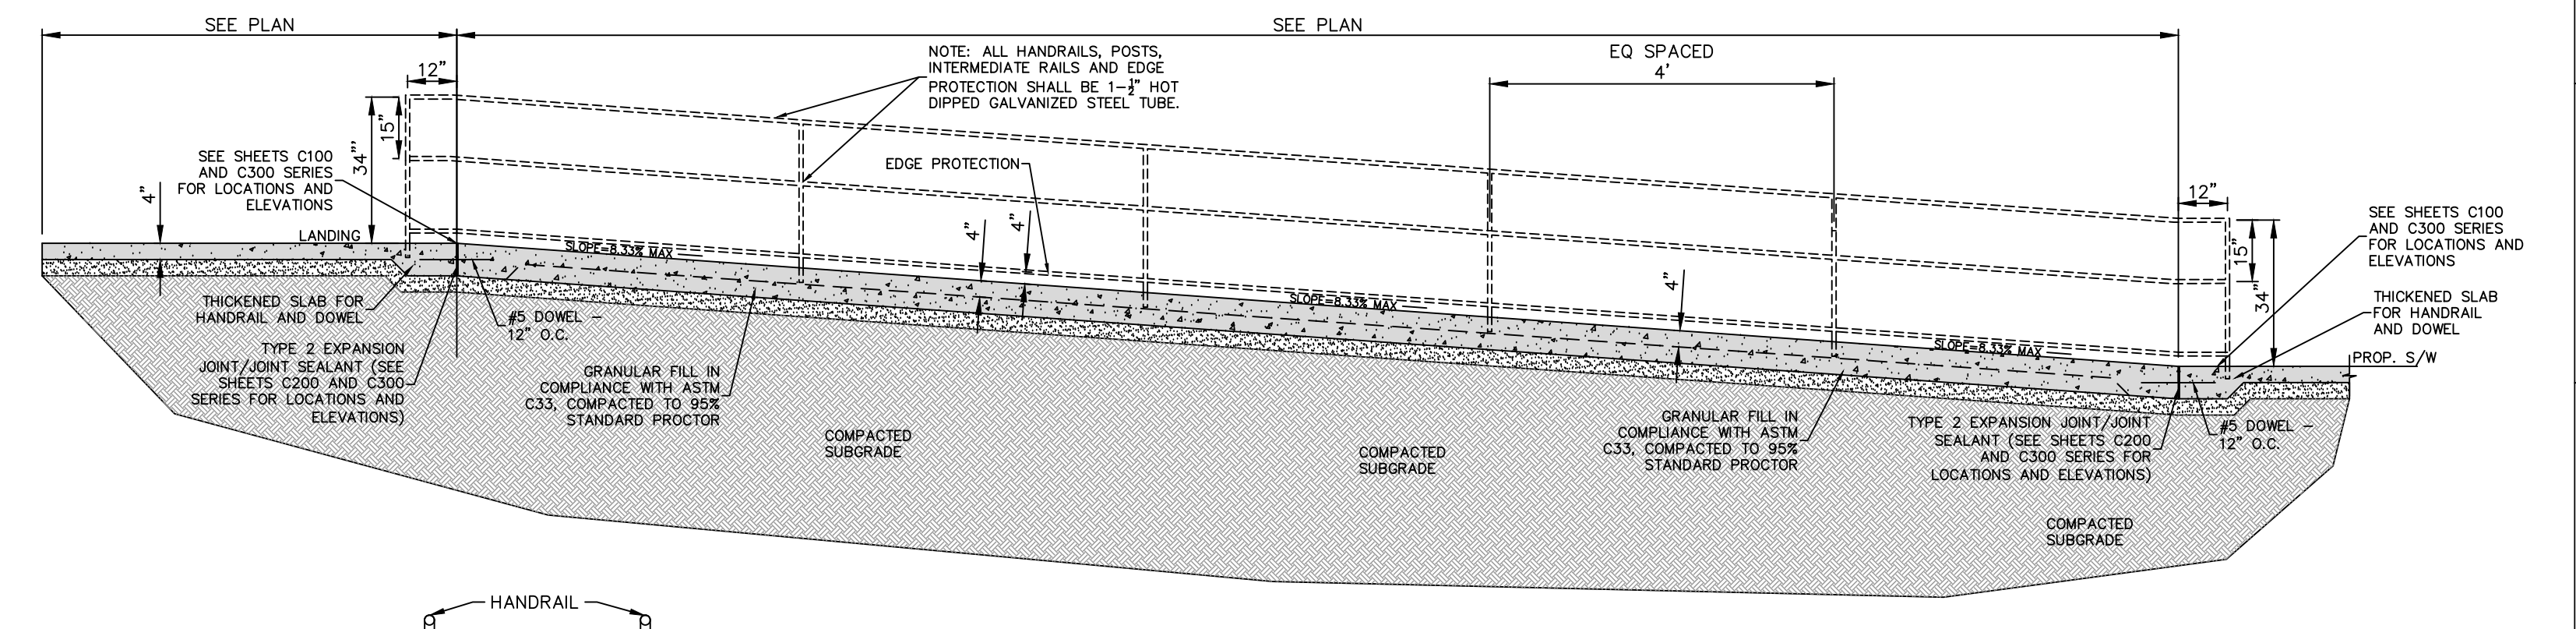 SEE PLAN
SEE PLAN
12"
NOTE: ALL HANDRAILS, POSTS,
INTERMEDIATE RAILS AND EDGE
PROTECTION SHALL BE 1-½" HOT
DIPPED GALVANIZED STEEL TUBE.
EQ SPACED
4'
15"
34"'
SEE SHEETS C100
AND C300 SERIES
FOR LOCATIONS AND
ELEVATIONS
4"
LANDING
EDGE PROTECTION
SLOPE=8.33% MAX
4"
4"
12"
SEE SHEETS C100
AND C300 SERIES
FOR LOCATIONS AND
ELEVATIONS
15"
34"
THICKENED SLAB
FOR HANDRAIL
AND DOWEL
PROP. S/W
SLOPE=8.33% MAX
4"
SLOPE=8.33% MAX
THICKENED SLAB FOR
HANDRAIL AND DOWEL
#5 DOWEL –
12" O.C.
TYPE 2 EXPANSION
JOINT/JOINT SEALANT (SEE
SHEETS C200 AND C300
SERIES FOR LOCATIONS AND
ELEVATIONS)
GRANULAR FILL IN
COMPLIANCE WITH ASTM
C33, COMPACTED TO 95%
STANDARD PROCTOR
COMPACTED
SUBGRADE
COMPACTED
SUBGRADE
GRANULAR FILL IN
COMPLIANCE WITH ASTM
C33, COMPACTED TO 95%
STANDARD PROCTOR
TYPE 2 EXPANSION JOINT/JOINT
SEALANT (SEE SHEETS C200
AND C300 SERIES FOR
LOCATIONS AND ELEVATIONS)
#5 DOWEL –
12" O.C.
COMPACTED
SUBGRADE
HANDRAIL